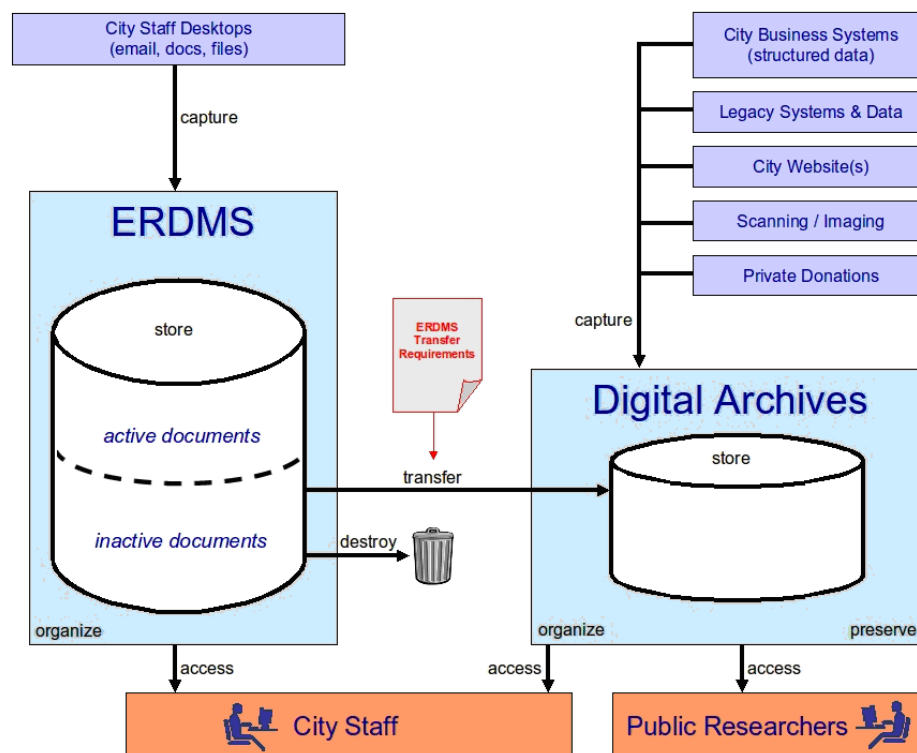 City Staff Desktops
(email, docs, files)
City Business Systems
(structured data)
Legacy Systems & Data
City Website(s)
Scanning / Imaging
Private Donations
capture
capture
ERDMS
store
active documents
inactive documents
organize
ERDMS
Transfer
Requirements
transfer
destroy
Digital Archives
store
organize
preserve
access
access
access
City Staff
Public Researchers